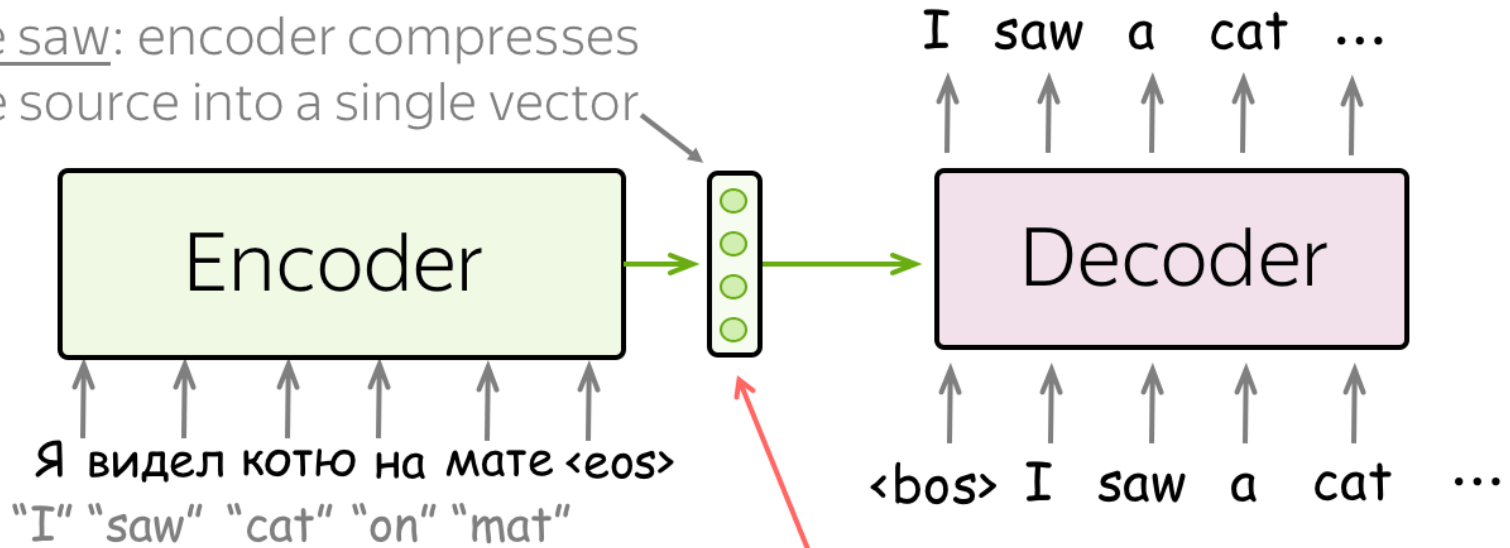 saw: encoder compresses
source into a single vector
I saw a cat ...
Encoder
Decoder
Я видел котю на мате <eos>
“I” “saw” “cat” “on” “mat”
<bos> I saw a cat ...